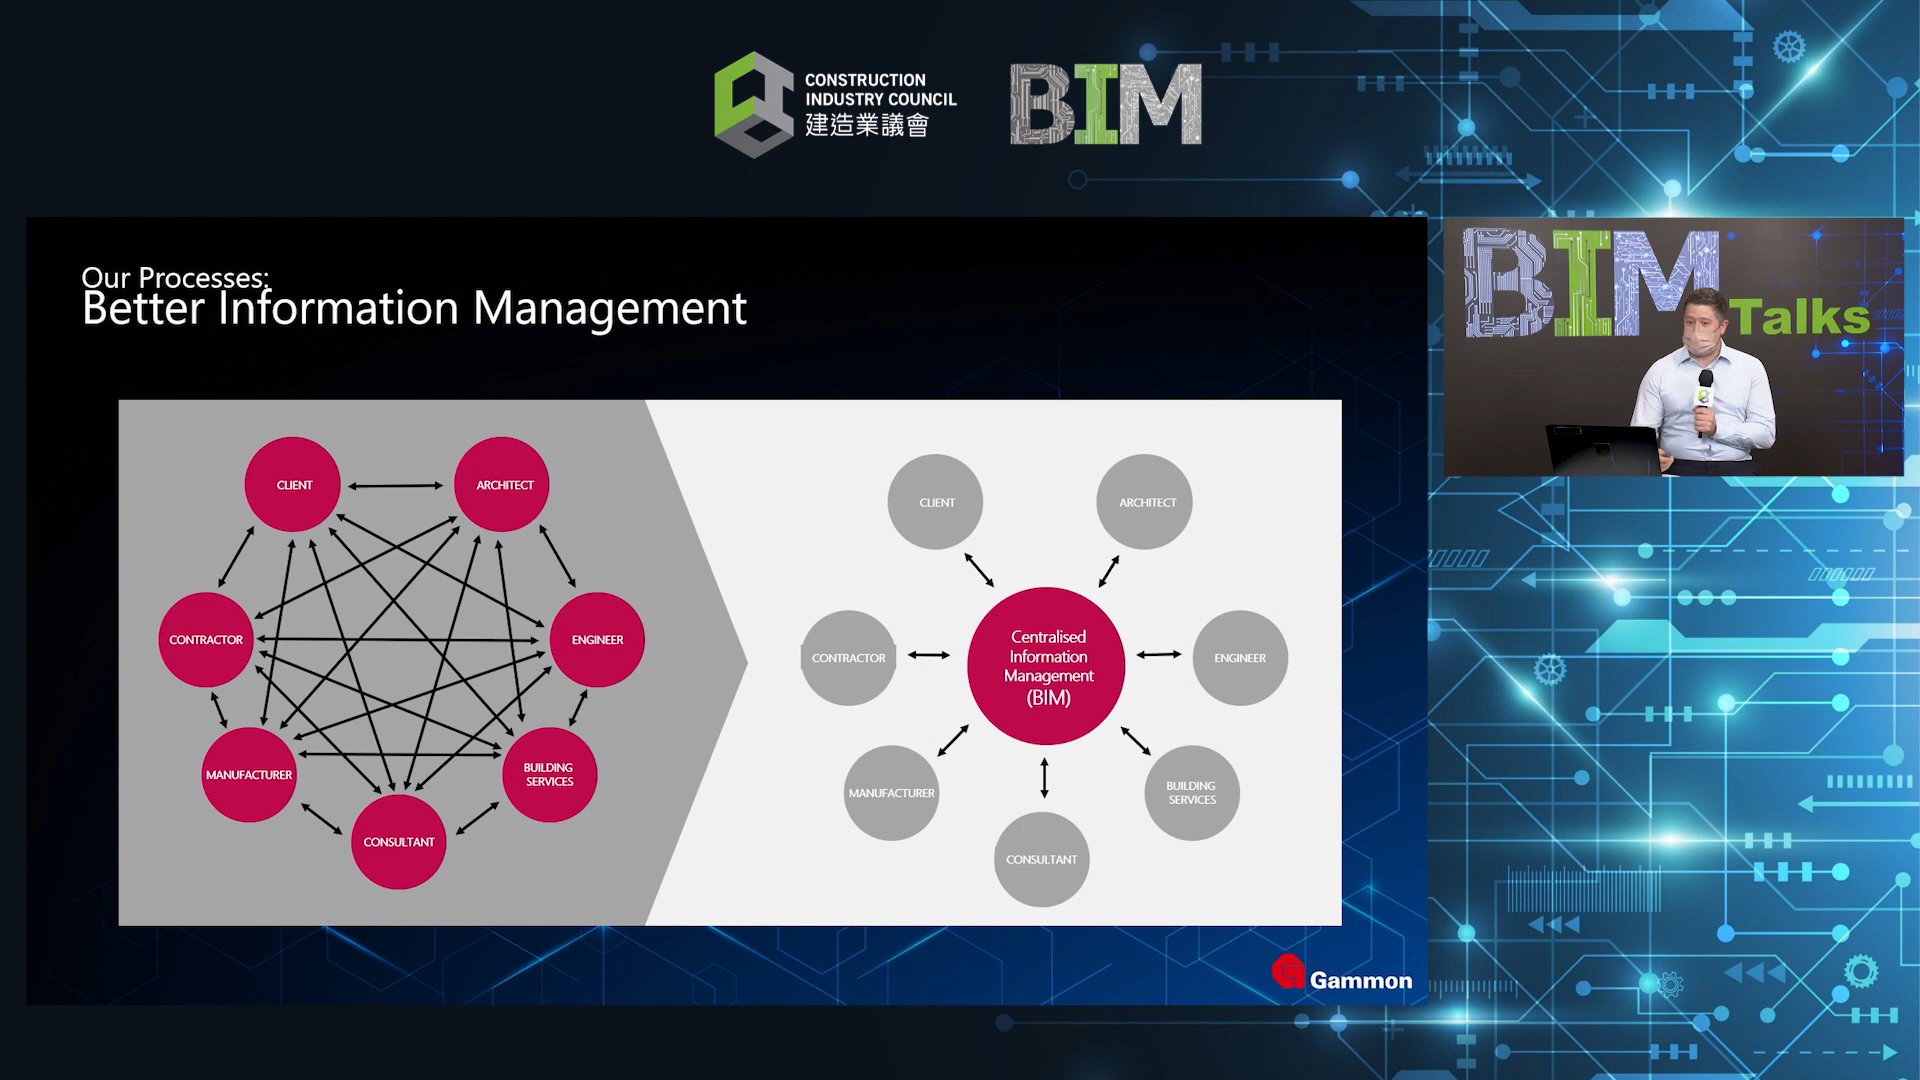 CONSTRUCTION
INDUSTRY COUNCIL
建造業議會
BIM
Our Processes:
Better Information Management
CLIENT
ARCHITECT
CONTRACTOR
ENGINEER
MANUFACTURER
BUILDING
SERVICES
CONSULTANT
CLIENT
ARCHITECT
CONTRACTOR
Centralised
Information
Management
(BIM)
ENGINEER
MANUFACTURER
BUILDING
SERVICES
CONSULTANT
Gammon
BIM
Talks